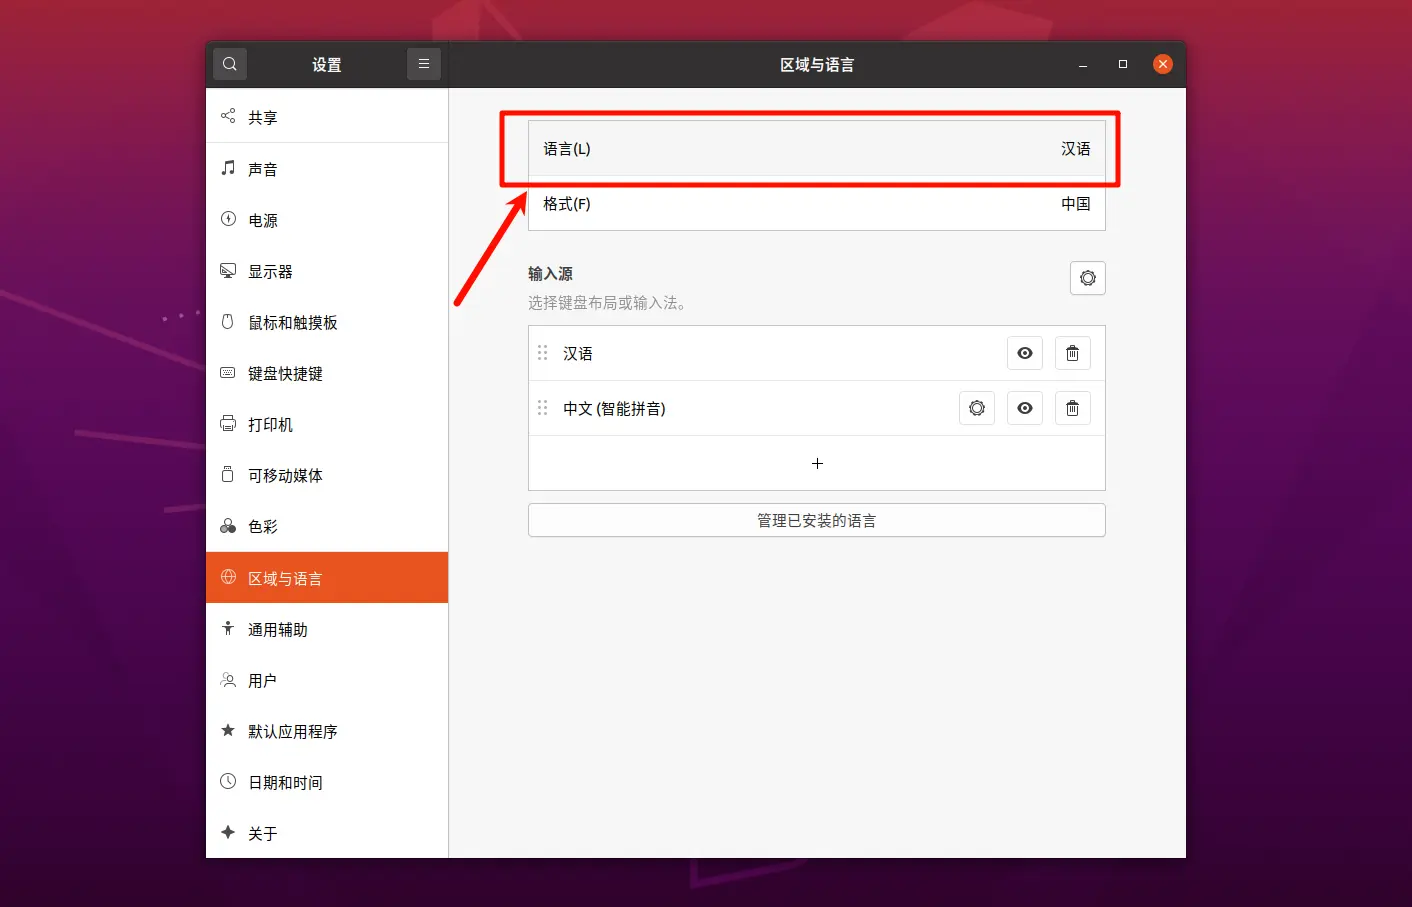 设置
区域与语言
共享
声音
电源
显示器
鼠标和触摸板
键盘快捷键
打印机
可移动媒体
色彩
区域与语言
通用辅助
用户
默认应用程序
日期和时间
关于
语言(L) 汉语
格式(F) 中国
输入源
选择键盘布局或输入法。
汉语
中文 (智能拼音)
管理已安装的语言